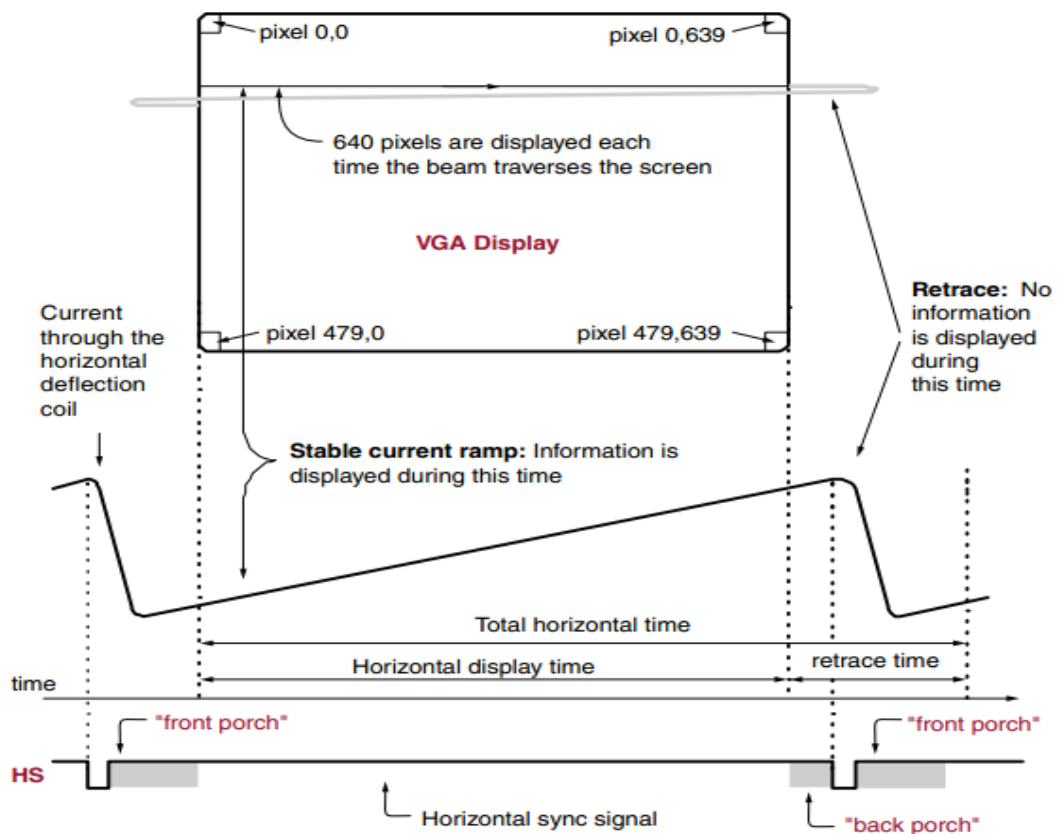 pixel 0,0
pixel 0,639
640 pixels are displayed each
time the beam traverses the screen
VGA Display
Current
through the
horizontal
deflection
coil
pixel 479,0
pixel 479,639
Retrace: No
information
is displayed
during
this time
Stable current ramp: Information is
displayed during this time
Total horizontal time
Horizontal display time
retrace time
time
"front porch"
"front porch"
HS
Horizontal sync signal
"back porch"